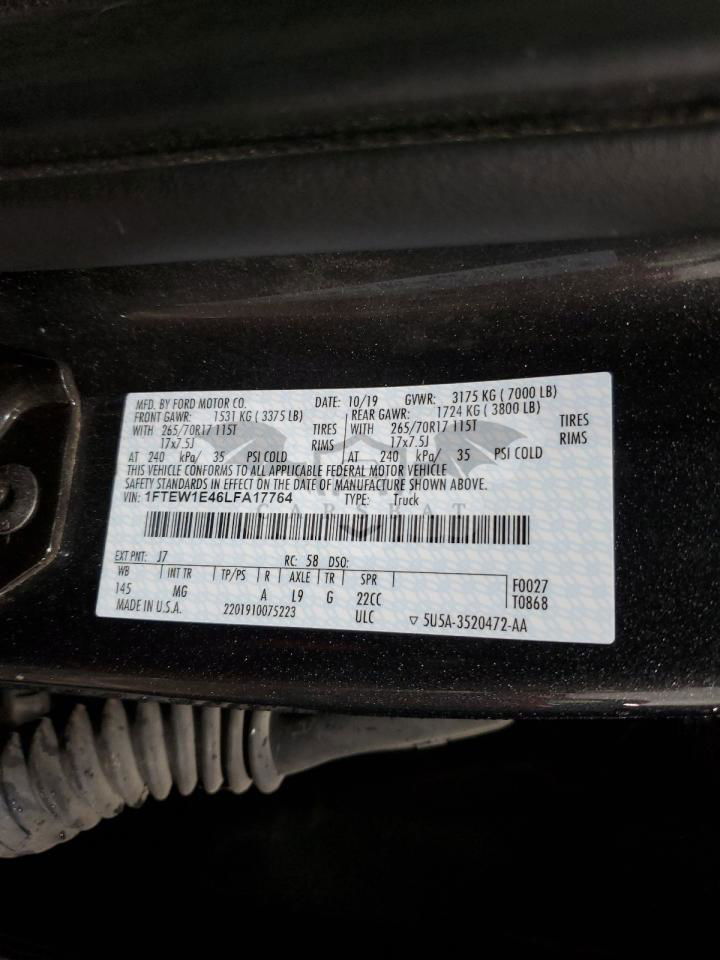 MFD. BY FORD MOTOR CO. DATE: 10/19 GVWR: 3175 KG ( 7000 LB)
FRONT GAWR: 1531 KG ( 3375 LB) REAR GAWR: 1724 KG ( 3800 LB)
WITH 265/70R17 115T TIRES WITH 265/70R17 115T TIRES
17x7.5J RIMS 17x7.5J RIMS
AT 240 kPa/ 35 PSI COLD AT 240 kPa/ 35 PSI COLD
THIS VEHICLE CONFORMS TO ALL APPLICABLE FEDERAL MOTOR VEHICLE
SAFETY STANDARDS IN EFFECT ON THE DATE OF MANUFACTURE SHOWN ABOVE.
VIN: 1FTEW1E46LFA17764 TYPE: Truck
CARSHAT
EXT PNT: J7 RC: 58 DSO:
WB INT TR TP/PS R AXLE TR SPR F0027
145 MG A L9 G 22CC T0868
MADE IN U.S.A. 2201910075223 ULC ▽ 5U5A-3520472-AA